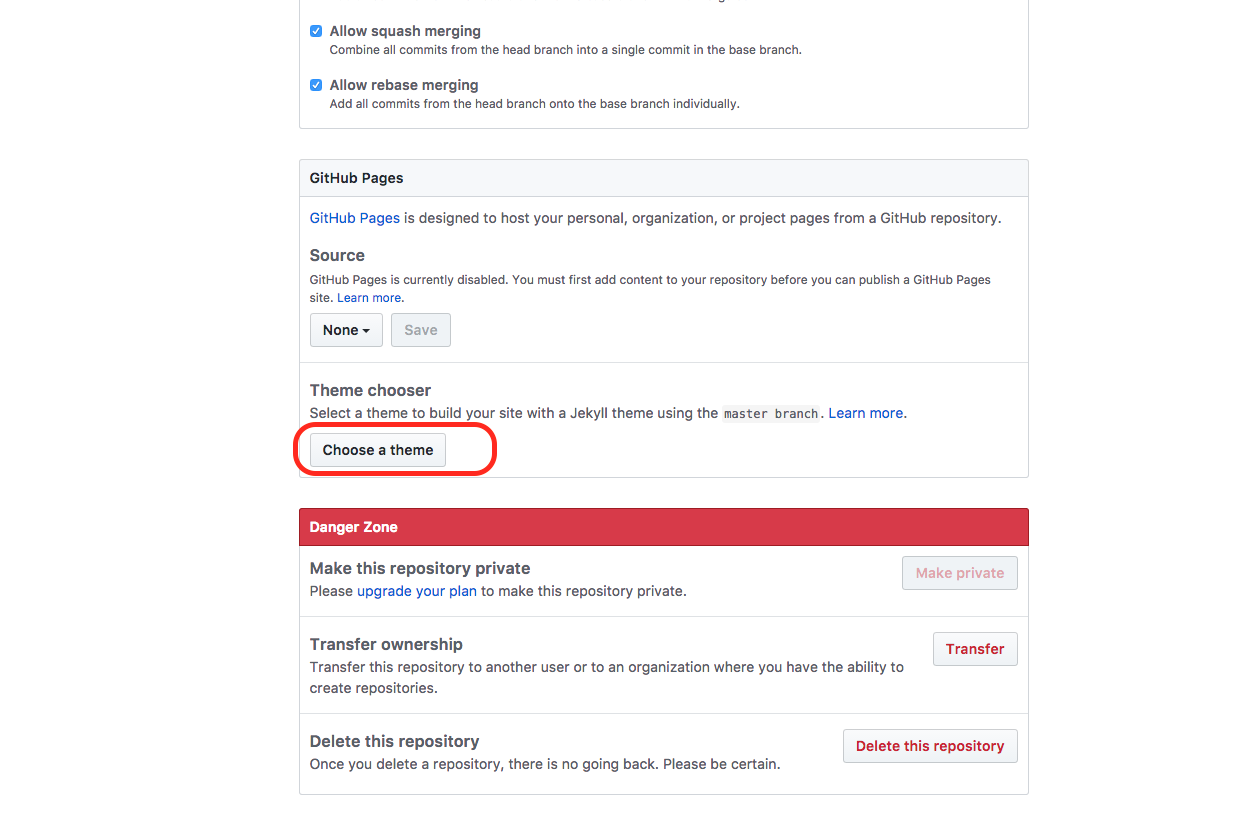 Allow squash merging
Combine all commits from the head branch into a single commit in the base branch.
Allow rebase merging
Add all commits from the head branch onto the base branch individually.
GitHub Pages
GitHub Pages is designed to host your personal, organization, or project pages from a GitHub repository.
Source
GitHub Pages is currently disabled. You must first add content to your repository before you can publish a GitHub Pages
site. Learn more.
None Save
Theme chooser
Select a theme to build your site with a Jekyll theme using the master branch. Learn more.
Choose a theme
Danger Zone
Make this repository private
Please upgrade your plan to make this repository private.
Make private
Transfer ownership
Transfer this repository to another user or to an organization where you have the ability to
create repositories.
Transfer
Delete this repository
Once you delete a repository, there is no going back. Please be certain.
Delete this repository